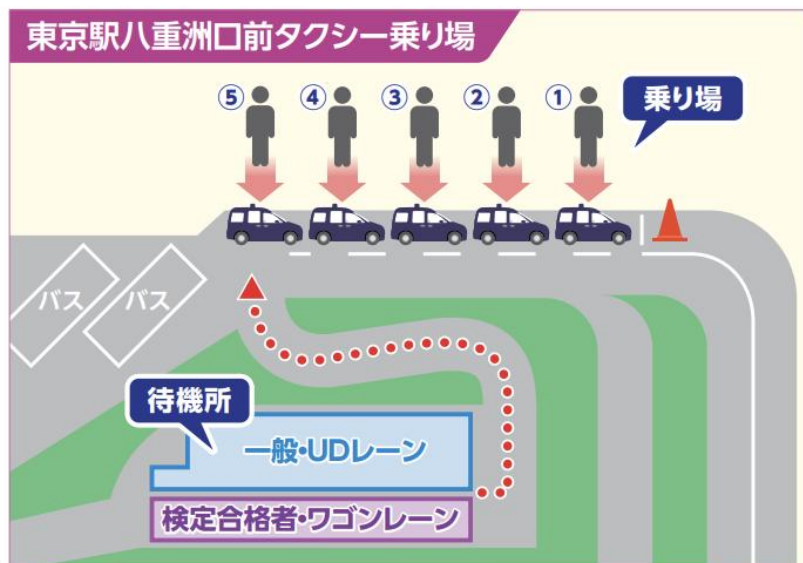 東京駅八重洲口前タクシー乗り場
⑤ ④ ③ ② ①
乗り場
バス
バス
待機所
一般・UDレーン
検定合格者・ワゴンレーン